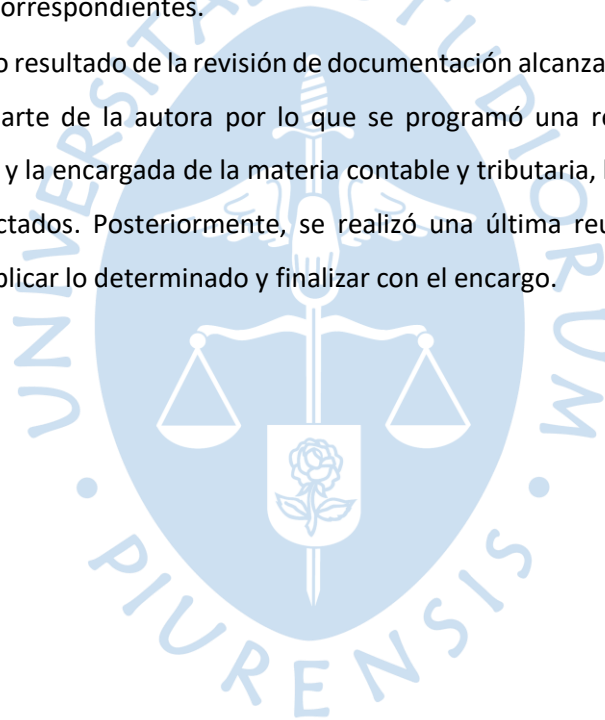 orrespondientes.
o resultado de la revisión de documentación alcanza
arte de la autora por lo que se programó una re
y la encargada de la materia contable y tributaria, l
ctados. Posteriormente, se realizó una última reu
plicar lo determinado y finalizar con el encargo.
UNIVERSITAS STUDIORUM
PIURENSIS